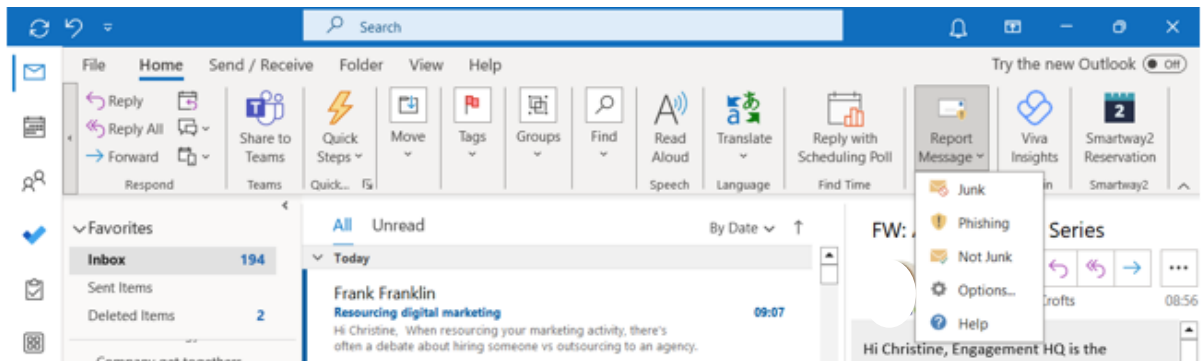 Search
File Home Send / Receive Folder View Help Try the new Outlook Off
Reply
Reply All
Forward
Respond
Share to Teams
Teams
Quick Steps
Quick...
Move
Tags
Groups
Find
Read Aloud
Speech
Translate
Language
Reply with Scheduling Poll
Find Time
Report Message
Viva Insights
in
2
Smartway2 Reservation
Smartway2
Junk
Phishing
Not Junk
Options...
Help
Favorites
Inbox 194
Sent Items
Deleted Items 2
All Unread By Date
Today
Frank Franklin
Resourcing digital marketing 09:07
Hi Christine, When resourcing your marketing activity, there's
often a debate about hiring someone vs outsourcing to an agency.
FW: Series
Crofts 08:56
Hi Christine, Engagement HQ is the